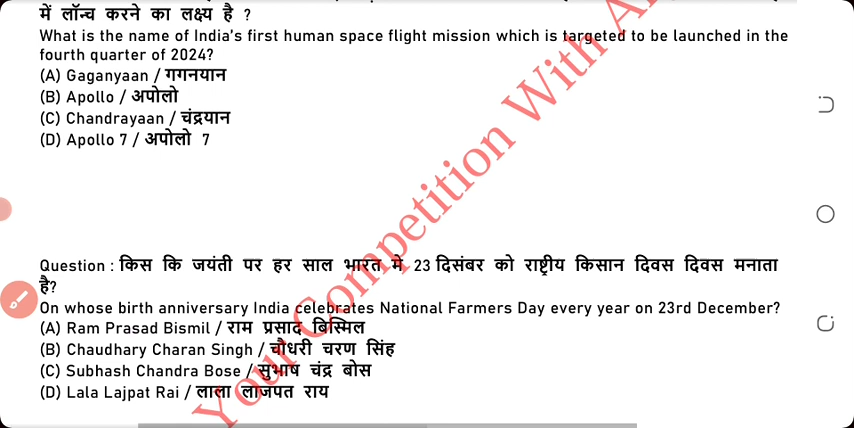 में लॉन्च करने का लक्ष्य है ?
What is the name of India's first human space flight mission which is targeted to be launched in the
fourth quarter of 2024?
(A) Gaganyaan / गगनयान
(B) Apollo / अपोलो
(C) Chandrayaan / चंद्रयान
(D) Apollo 7 / अपोलो 7
Your Competition With A
Question : किस कि जयंती पर हर साल भारत में 23 दिसंबर को राष्ट्रीय किसान दिवस दिवस मनाता
है?
On whose birth anniversary India celebrates National Farmers Day every year on 23rd December?
(A) Ram Prasad Bismil / राम प्रसाद बिस्मिल
(B) Chaudhary Charan Singh / चौधरी चरण सिंह
(C) Subhash Chandra Bose / सुभाष चंद्र बोस
(D) Lala Lajpat Rai / लाला लाजपत राय